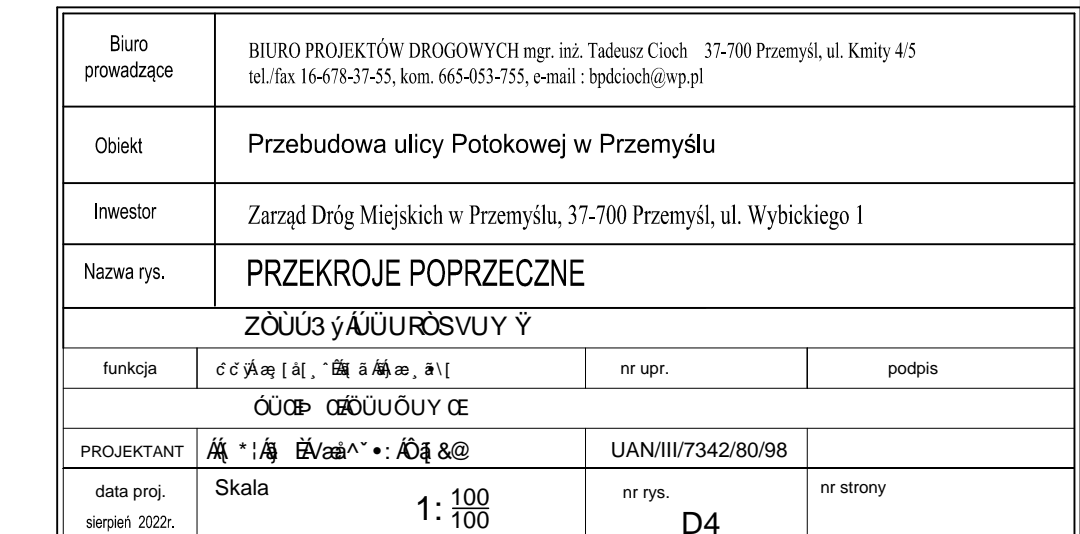 Biuro prowadzące
BIURO PROJEKTÓW DROGOWYCH mgr. inż. Tadeusz Cioch 37-700 Przemyśl, ul. Kmity 4/5
tel./fax 16-678-37-55, kom. 665-053-755, e-mail : bpdcioch@wp.pl
Obiekt
Przebudowa ulicy Potokowej w Przemyślu
Inwestor
Zarząd Dróg Miejskich w Przemyślu, 37-700 Przemyśl, ul. Wybickiego 1
Nazwa rys.
PRZEKROJE POPRZECZNE
funkcja
nr upr.
podpis
PROJEKTANT
UAN/III/7342/80/98
data proj.
sierpień 2022r.
Skala
1: 100
100
nr rys.
D4
nr strony